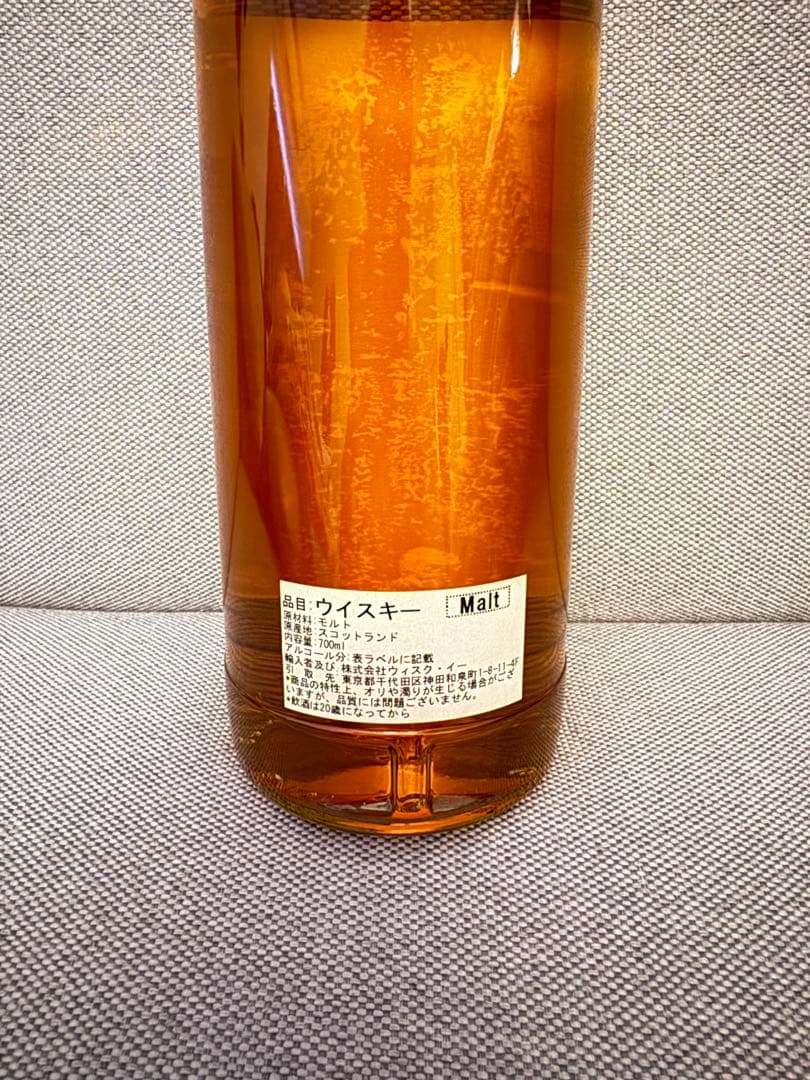 品目:ウイスキー Malt
原材料:モルト
原産地:スコットランド
内容量:700ml
アルコール分:表ラベルに記載
輸入者及び 株式会社ウィスク・イー
引 取 先:東京都千代田区神田和泉町1-8-11-4F
*商品の特性上、オリや濁りが生じる場合がござ
いますが、品質には問題ございません。
*飲酒は20歳になってから